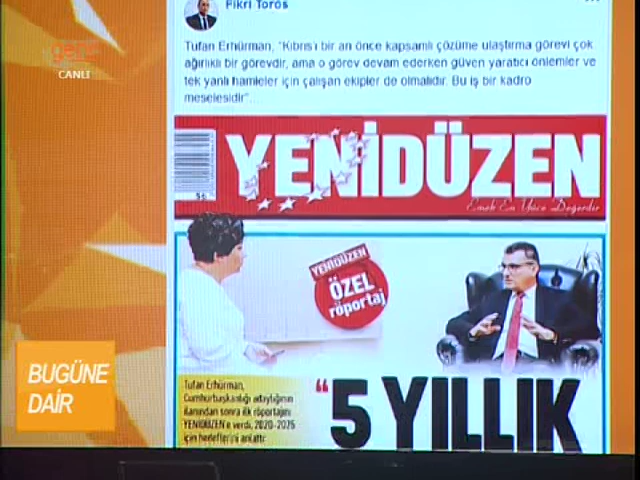 Fikri Toros
Tufan Erhürman, "Kıbrıs'ı bir an önce kapsamlı çözüme ulaştırma görevi çok
ağırlıklı bir görevdir, ama o görev devam ederken güven yaratıcı önlemler ve
tek yanlı hamleler için çalışan ekipler de olmalıdır. Bu iş bir kadro
meselesidir"
genç
CANLI
YENİDÜZEN
Emek En Yüce Değerdir
YENİDÜZEN
ÖZEL
röportaj
BUGÜNE
DAİR
Tufan Erhürman,
Cumhurbaşkanlığı adaylığının
ilanından sonra ilk röportajını
YENİDÜZEN'e verdi, 2020-2025
için hedeflerini anlattı:
“5 YILLIK